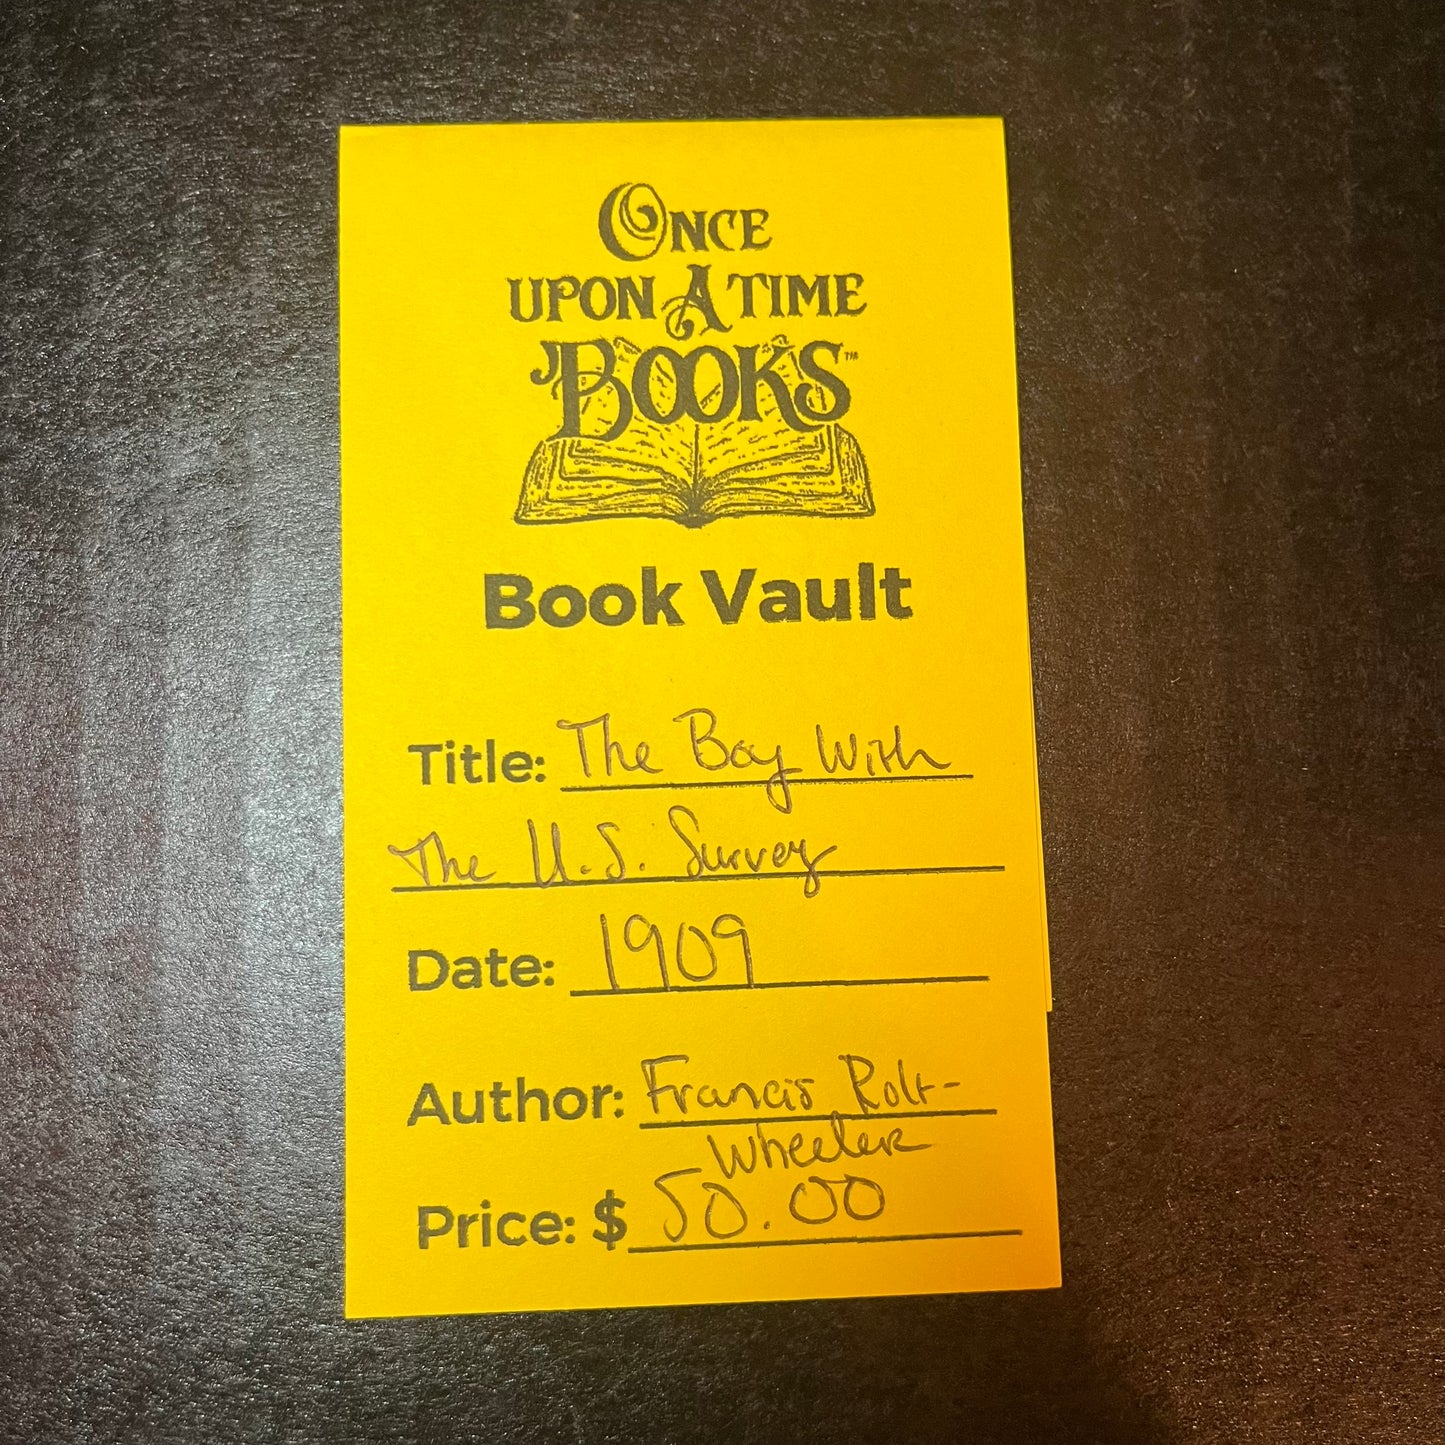 ONCE
UPON A TIME
BOOKS™
Book Vault
Title: The Boy With
The U.S. Survey
Date: 1909
Author: Francis Rolt-
Wheeler
Price: $ 50.00